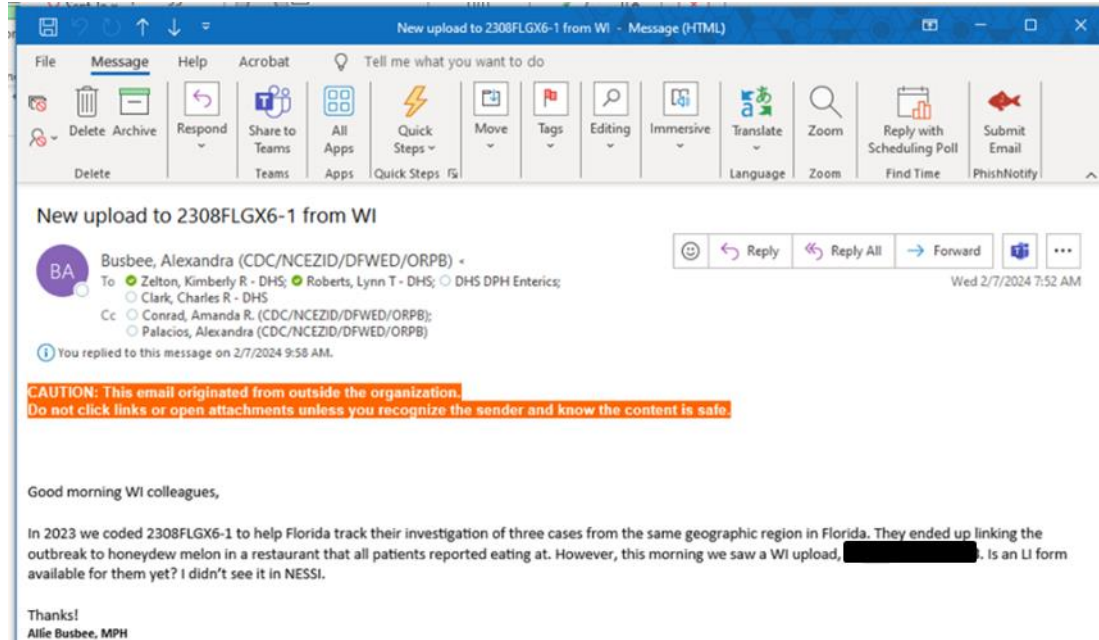 New upload to 2308FLGX6-1 from WI - Message (HTML)
File Message Help Acrobat Tell me what you want to do
Delete Archive Respond Share to Teams All Apps Quick Steps Move Tags Editing Immersive Translate Zoom Reply with Scheduling Poll Submit Email
Delete Teams Apps Quick Steps Language Zoom Find Time PhishNotify
New upload to 2308FLGX6-1 from WI
BA
Busbee, Alexandra (CDC/NCEZID/DFWED/ORPB) <
Reply Reply All Forward
To Zelton, Kimberly R - DHS; Roberts, Lynn T - DHS; DHS DPH Enterics;
Wed 2/7/2024 7:52 AM
Clark, Charles R - DHS
Cc Conrad, Amanda R. (CDC/NCEZID/DFWED/ORPB);
Palacios, Alexandra (CDC/NCEZID/DFWED/ORPB)
You replied to this message on 2/7/2024 9:58 AM.
CAUTION: This email originated from outside the organization.
Do not click links or open attachments unless you recognize the sender and know the content is safe.
Good morning WI colleagues,
In 2023 we coded 2308FLGX6-1 to help Florida track their investigation of three cases from the same geographic region in Florida. They ended up linking the
outbreak to honeydew melon in a restaurant that all patients reported eating at. However, this morning we saw a WI upload, . Is an LI form
available for them yet? I didn't see it in NESSI.
Thanks!
Allie Busbee, MPH